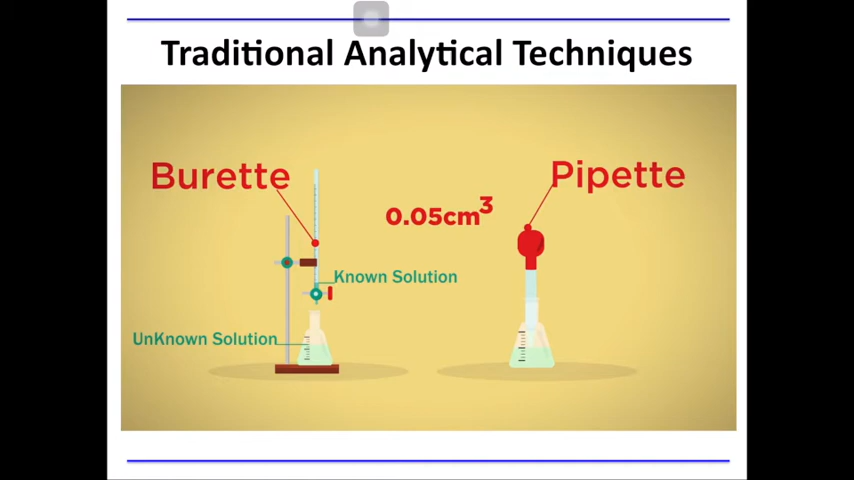 Traditional Analytical Techniques
Burette
Pipette
0.05cm³
Known Solution
UnKnown Solution